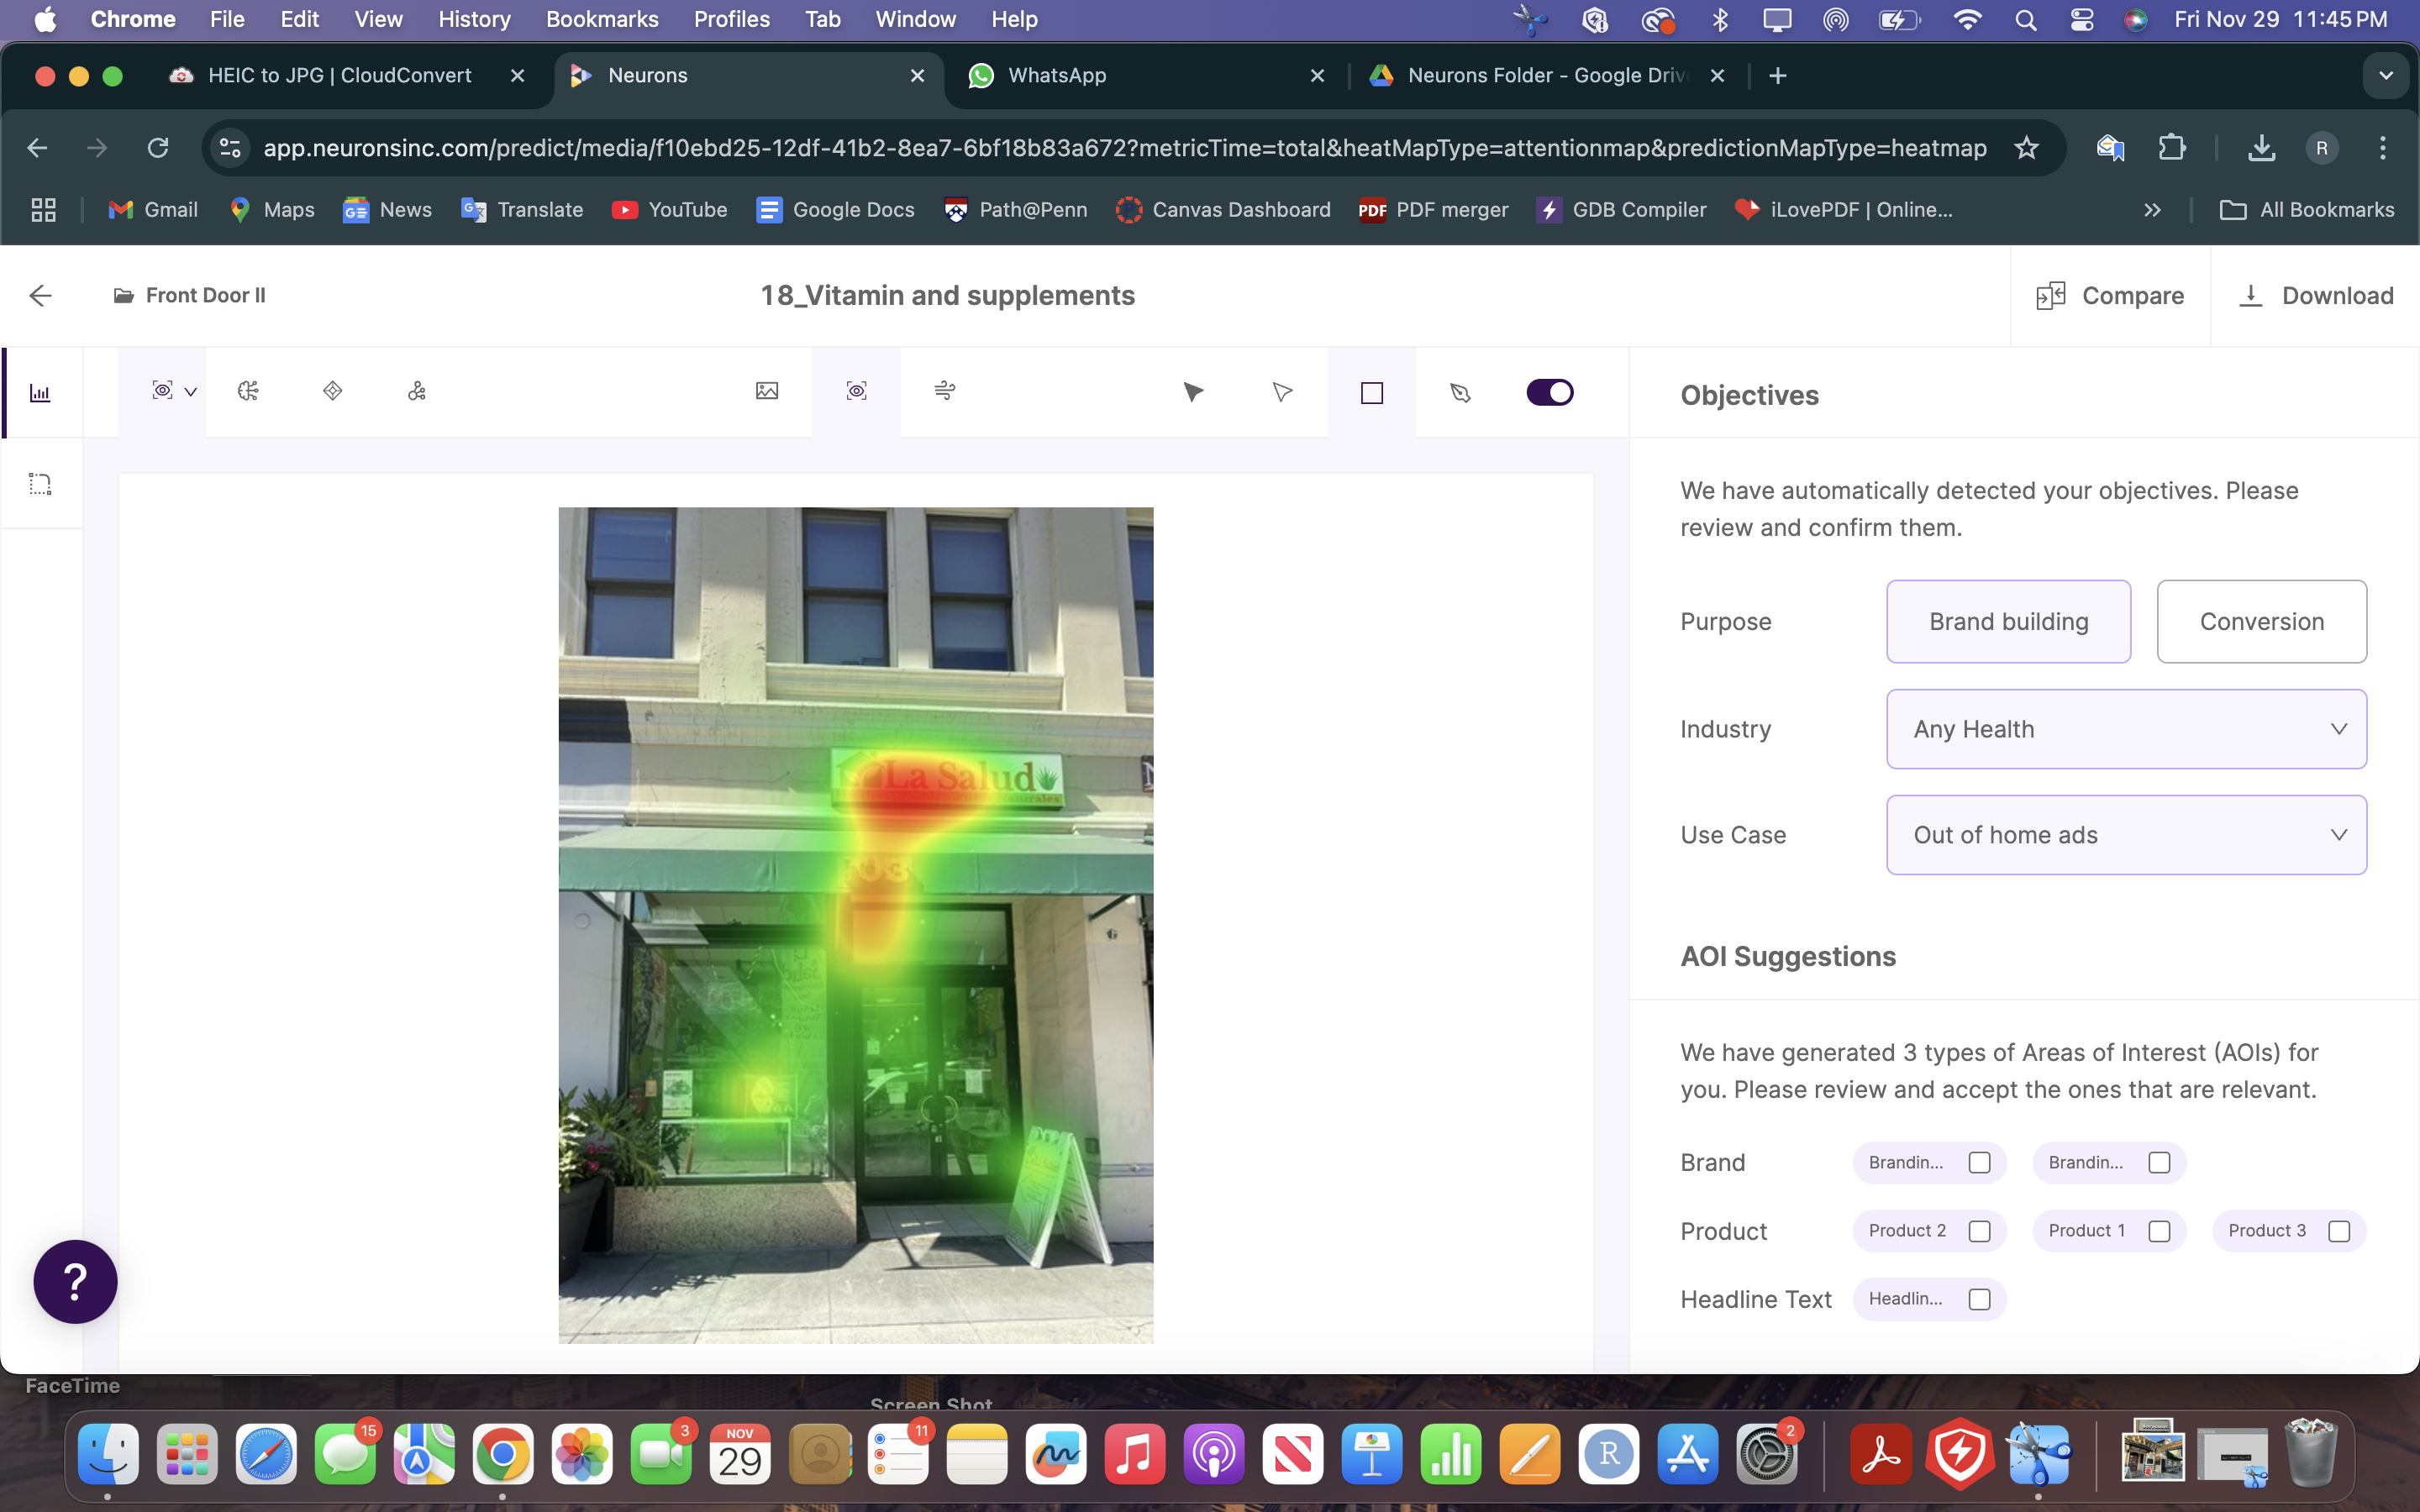 Chrome File Edit View History Bookmarks Profiles Tab Window Help Fri Nov 29 11:45 PM
HEIC to JPG | CloudConvert Neurons WhatsApp Neurons Folder - Google Driv
app.neuronsinc.com/predict/media/f10ebd25-12df-41b2-8ea7-6bf18b83a672?metricTime=total&heatMapType=attentionmap&predictionMapType=heatmap R
Gmail Maps News Translate YouTube Google Docs Path@Penn Canvas Dashboard PDF PDF merger GDB Compiler iLovePDF | Online... All Bookmarks
Front Door II 18_Vitamin and supplements Compare Download
Objectives
We have automatically detected your objectives. Please
review and confirm them.
Purpose Brand building Conversion
Industry Any Health
Use Case Out of home ads
La Salud
AOI Suggestions
We have generated 3 types of Areas of Interest (AOIs) for
you. Please review and accept the ones that are relevant.
Brand Brandin... Brandin...
Product Product 2 Product 1 Product 3
Headline Text Headlin...
?
FaceTime
Screen Shot
15 3 NOV 29 11 R 2